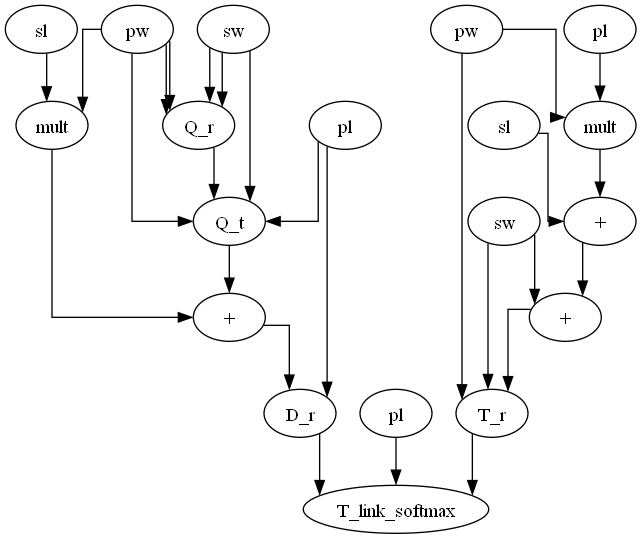 sl
pw
sw
pw
pl
mult
Q_r
pl
sl
mult
Q_t
sw
+
+
+
D_r
pl
T_r
T_link_softmax